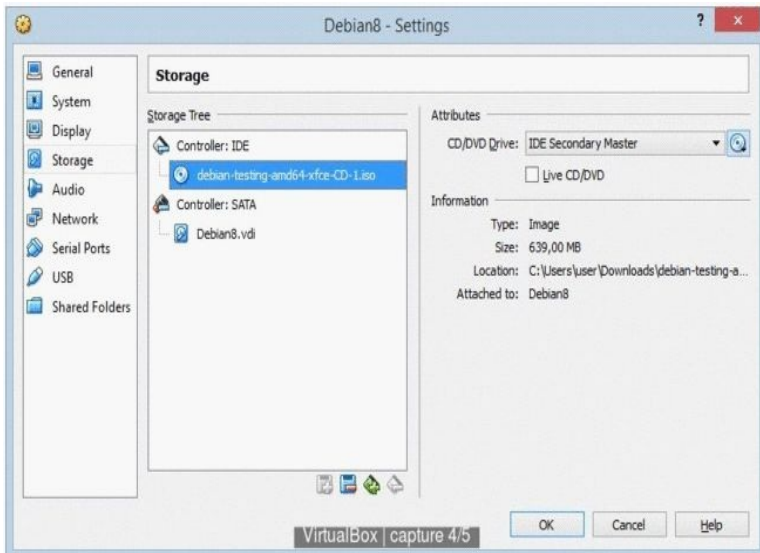 Debian8 - Settings
?
x
General
System
Display
Storage
Audio
Network
Serial Ports
USB
Shared Folders
Storage
Storage Tree
Controller: IDE
debian-testing-amd64-xfce-CD-1.iso
Controller: SATA
Debian8.vdi
Attributes
CD/DVD Drive: IDE Secondary Master
Live CD/DVD
Information
Type: Image
Size: 639,00 MB
Location: C:\Users\user\Downloads\debian-testing-a...
Attached to: Debian8
OK
Cancel
Help
VirtualBox | capture 4/5